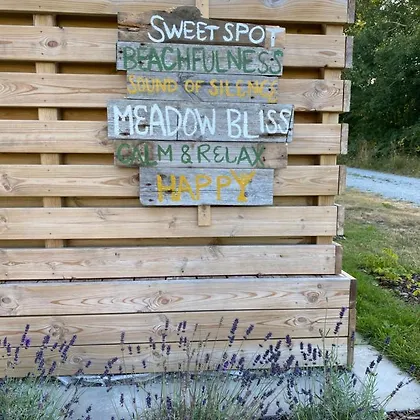 SWEET SPOT
BEACHFULNESS
SOUND OF SILENCE
MEADOW BLISS
CALM & RELAX
HAPPY